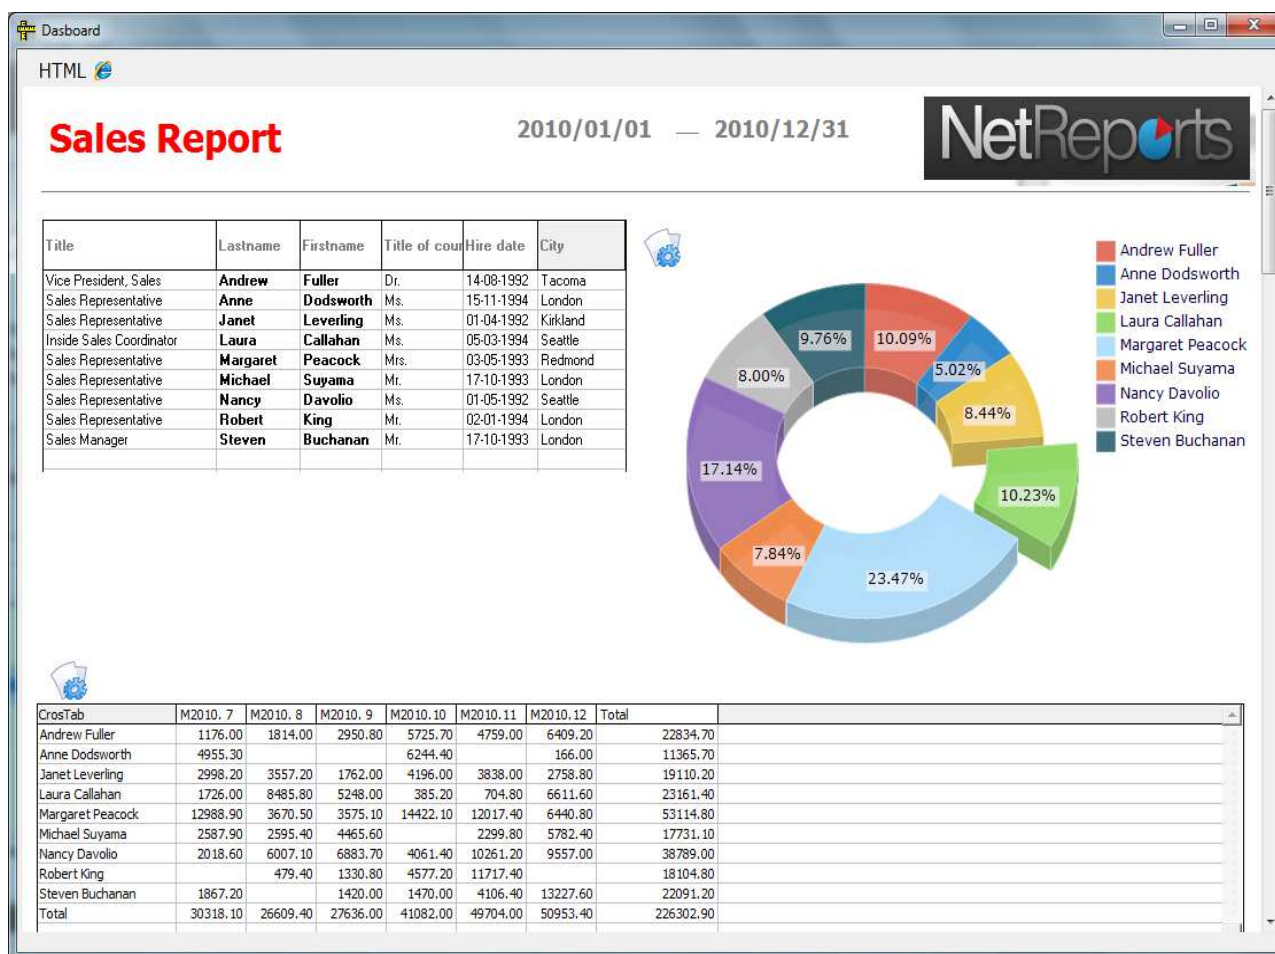 Dasboard
HTML
Sales Report 2010/01/01 — 2010/12/31 NetReports
Title Lastname Firstname Title of cour Hire date City
Vice President, Sales Andrew Fuller Dr. 14-08-1992 Tacoma
Sales Representative Anne Dodsworth Ms. 15-11-1994 London
Sales Representative Janet Leverling Ms. 01-04-1992 Kirkland
Inside Sales Coordinator Laura Callahan Ms. 05-03-1994 Seattle
Sales Representative Margaret Peacock Mrs. 03-05-1993 Redmond
Sales Representative Michael Suyama Mr. 17-10-1993 London
Sales Representative Nancy Davolio Ms. 01-05-1992 Seattle
Sales Representative Robert King Mr. 02-01-1994 London
Sales Manager Steven Buchanan Mr. 17-10-1993 London
9.76% 10.09%
5.02%
8.00%
8.44%
17.14%
10.23%
7.84%
23.47%
Andrew Fuller
Anne Dodsworth
Janet Leverling
Laura Callahan
Margaret Peacock
Michael Suyama
Nancy Davolio
Robert King
Steven Buchanan
CrosTab M2010. 7 M2010. 8 M2010. 9 M2010.10 M2010.11 M2010.12 Total
Andrew Fuller 1176.00 1814.00 2950.80 5725.70 4759.00 6409.20 22834.70
Anne Dodsworth 4955.30 6244.40 166.00 11365.70
Janet Leverling 2998.20 3557.20 1762.00 4196.00 3838.00 2758.80 19110.20
Laura Callahan 1726.00 8485.80 5248.00 385.20 704.80 6611.60 23161.40
Margaret Peacock 12988.90 3670.50 3575.10 14422.10 12017.40 6440.80 53114.80
Michael Suyama 2587.90 2595.40 4465.60 2299.80 5782.40 17731.10
Nancy Davolio 2018.60 6007.10 6883.70 4061.40 10261.20 9557.00 38789.00
Robert King 479.40 1330.80 4577.20 11717.40 18104.80
Steven Buchanan 1867.20 1420.00 1470.00 4106.40 13227.60 22091.20
Total 30318.10 26609.40 27636.00 41082.00 49704.00 50953.40 226302.90